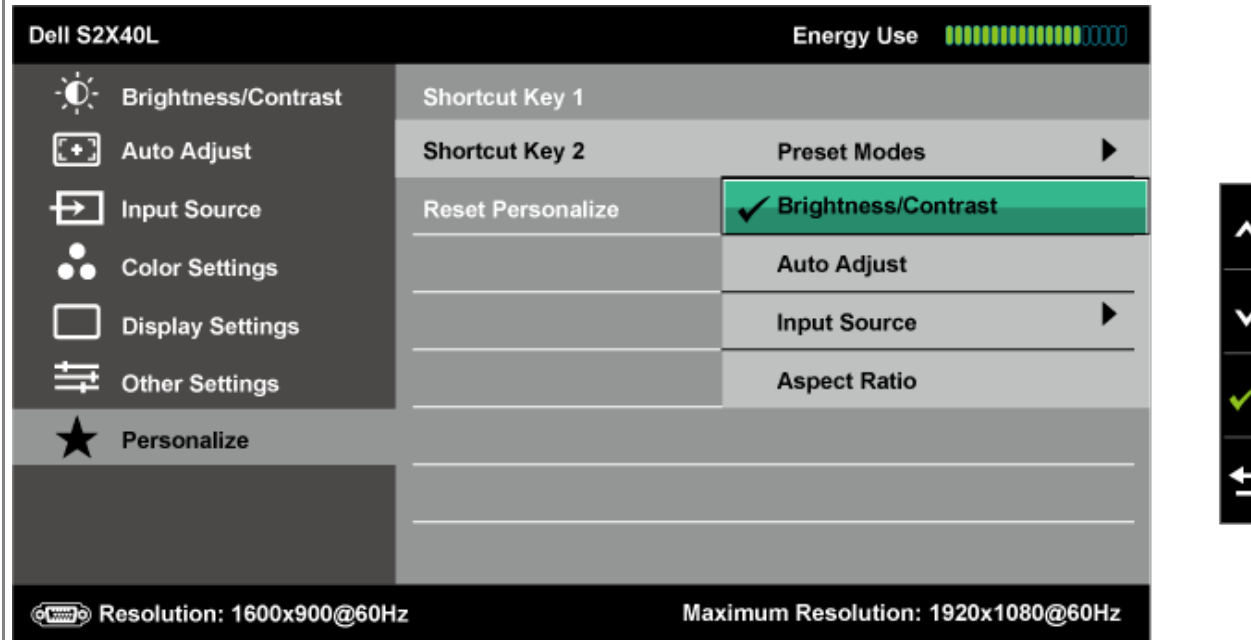 Dell S2X40L Energy Use
Brightness/Contrast Shortcut Key 1
Auto Adjust Shortcut Key 2 Preset Modes
Input Source Reset Personalize Brightness/Contrast
Color Settings Auto Adjust
Display Settings Input Source
Other Settings Aspect Ratio
Personalize
Resolution: 1600x900@60Hz Maximum Resolution: 1920x1080@60Hz